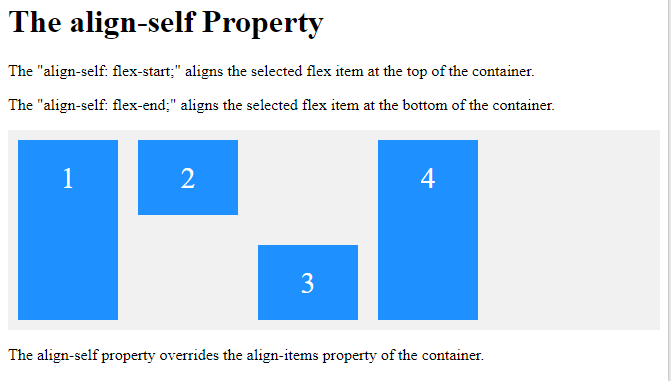 The align-self Property
The "align-self: flex-start;" aligns the selected flex item at the top of the container.
The "align-self: flex-end;" aligns the selected flex item at the bottom of the container.
1
2
3
4
The align-self property overrides the align-items property of the container.